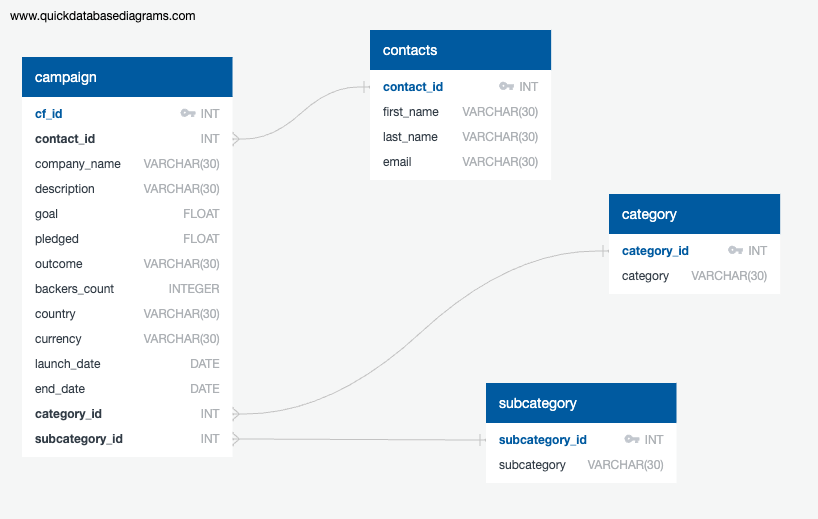 www.quickdatabasediagrams.com
campaign
cf_id INT
contact_id INT
company_name VARCHAR(30)
description VARCHAR(30)
goal FLOAT
pledged FLOAT
outcome VARCHAR(30)
backers_count INTEGER
country VARCHAR(30)
currency VARCHAR(30)
launch_date DATE
end_date DATE
category_id INT
subcategory_id INT
contacts
contact_id INT
first_name VARCHAR(30)
last_name VARCHAR(30)
email VARCHAR(30)
category
category_id INT
category VARCHAR(30)
subcategory
subcategory_id INT
subcategory VARCHAR(30)